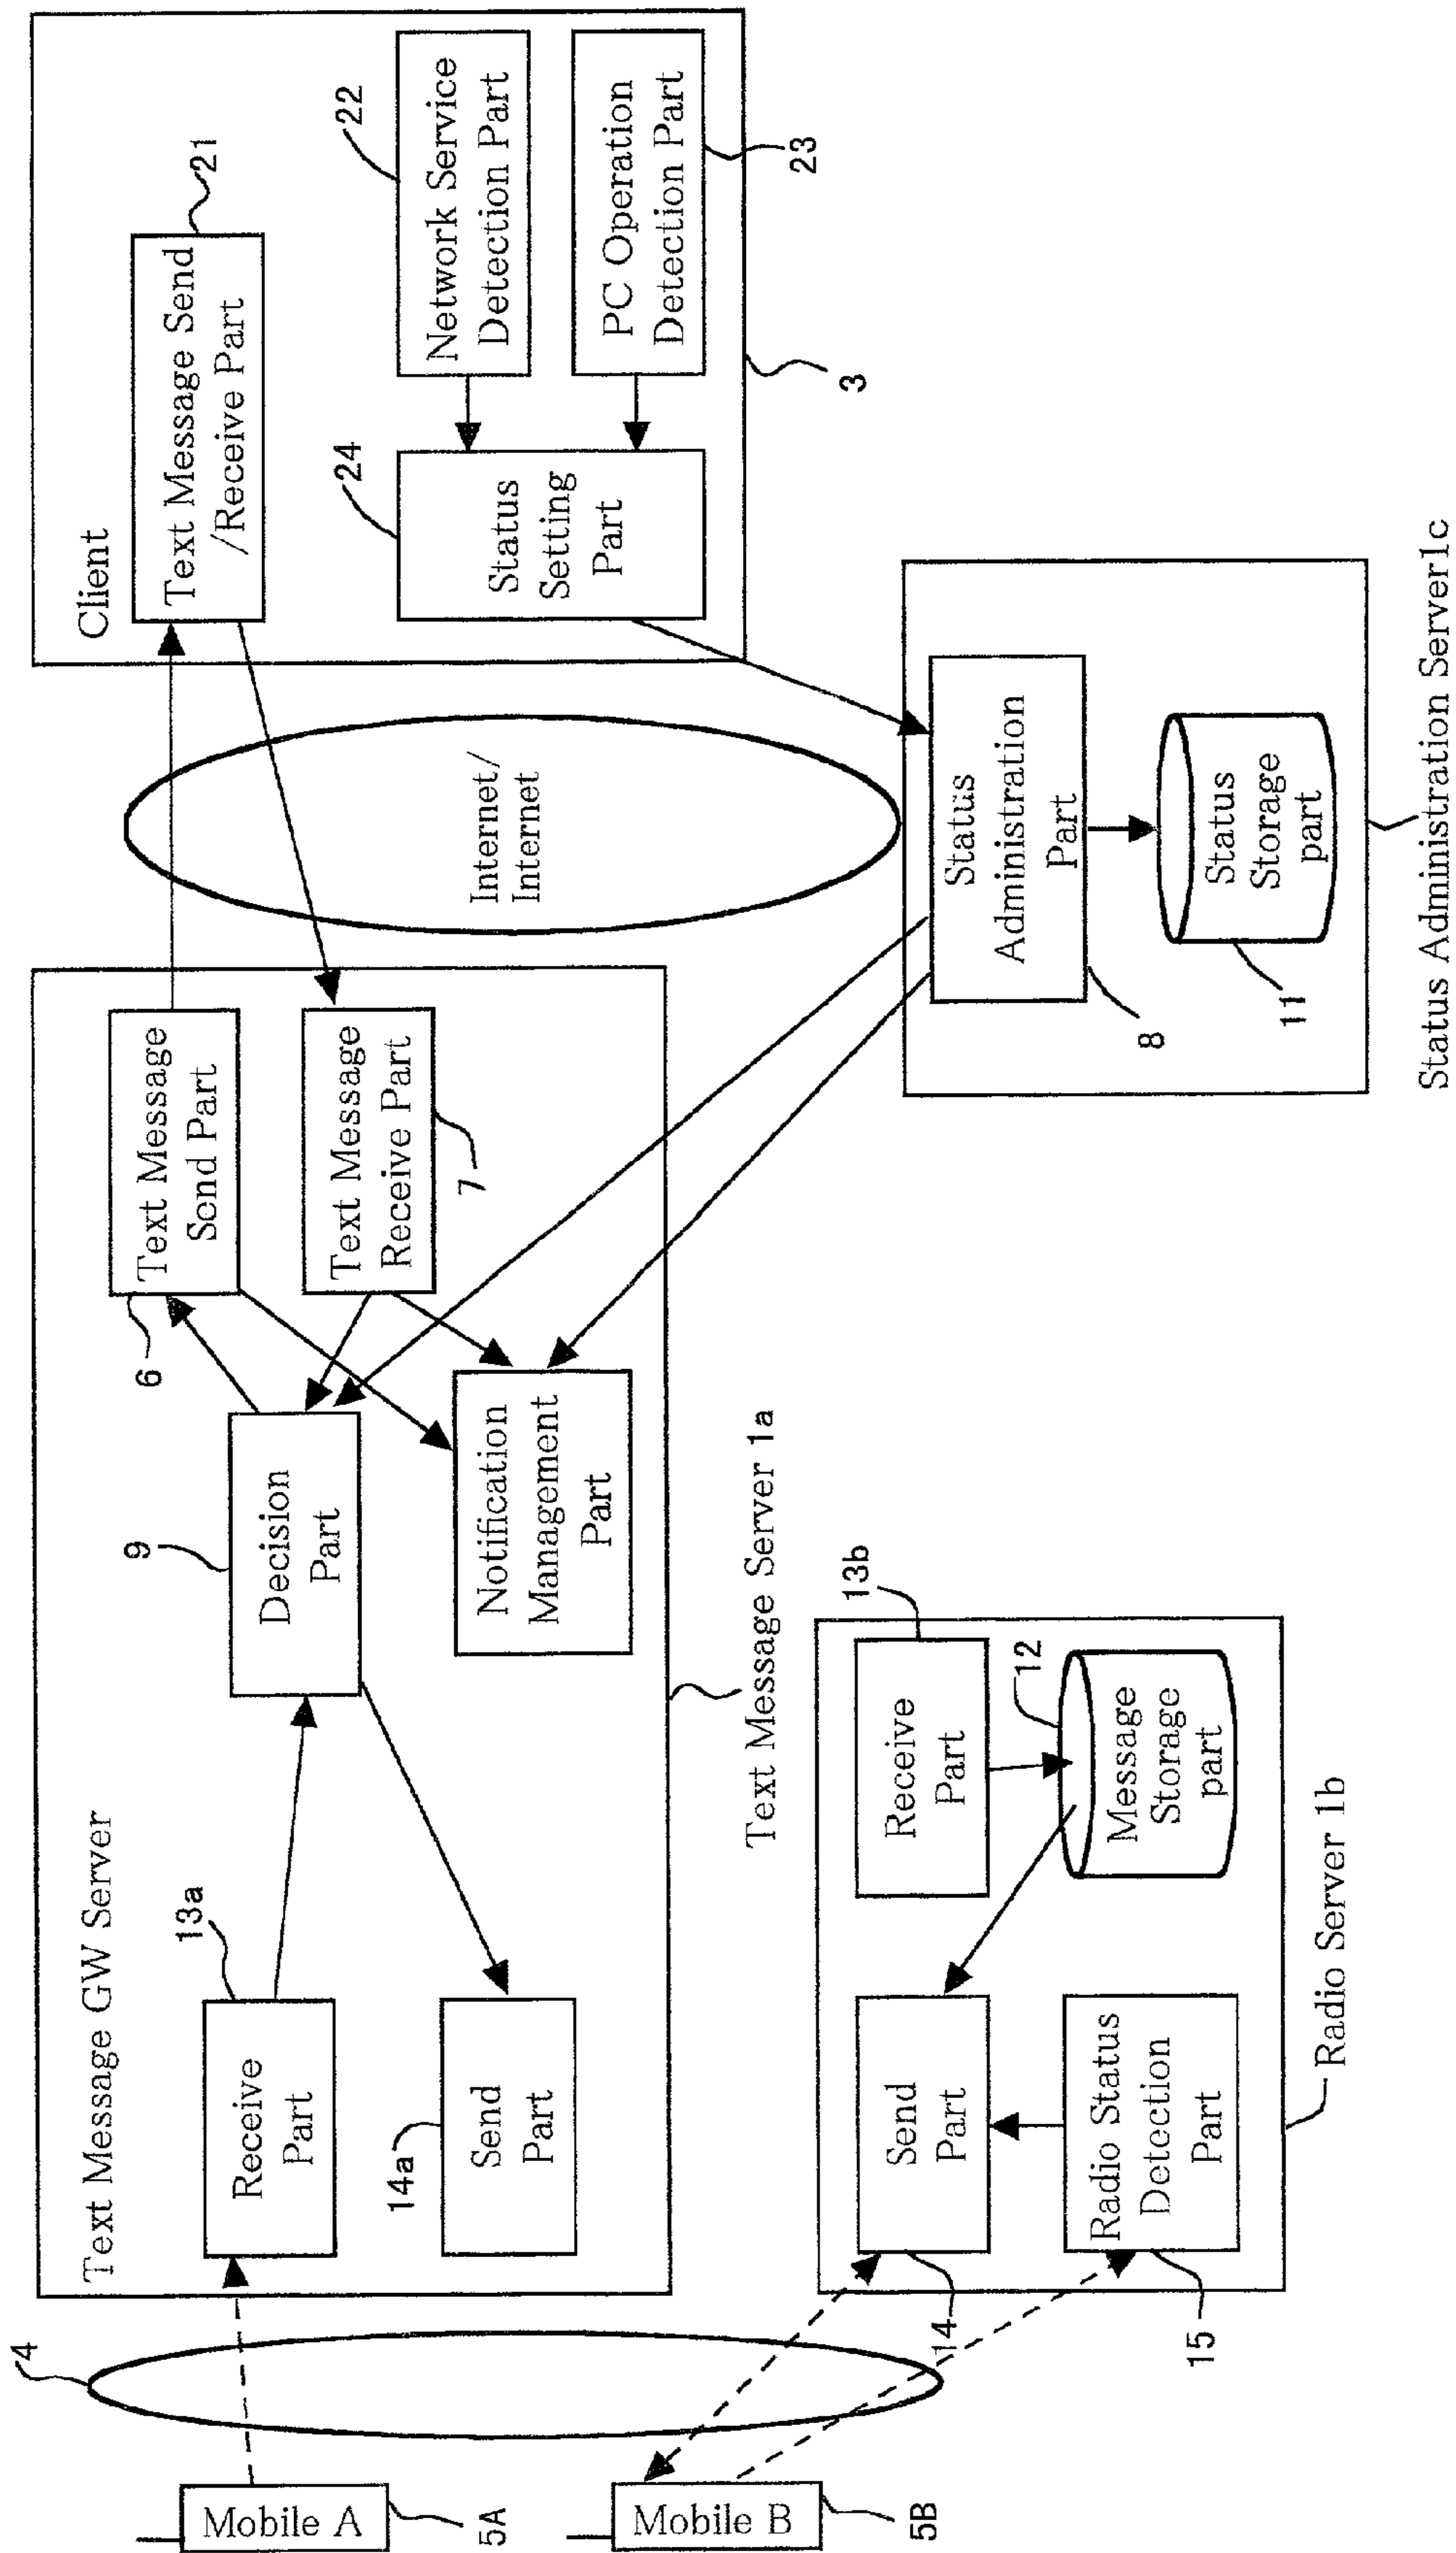 4
Mobile A
5A
Mobile B
5B
Text Message GW Server
13a
Receive
Part
14a
Send
Part
9
Decision
Part
Notification
Management
Part
6
Text Message
Send Part
Text Message
Receive Part
7
Text Message Server 1a
Internet/
Internet
Client
Text Message Send
/Receive Part
21
24
Status
Setting
Part
22
Network Service
Detection Part
PC Operation
Detection Part
23
3
Send
Part
14
Radio Status
Detection
Part
15
13b
Receive
Part
12
Message
Storage
part
Radio Server 1b
Status
Administration
Part
8
Status
Storage
part
11
Status Administration Server1c